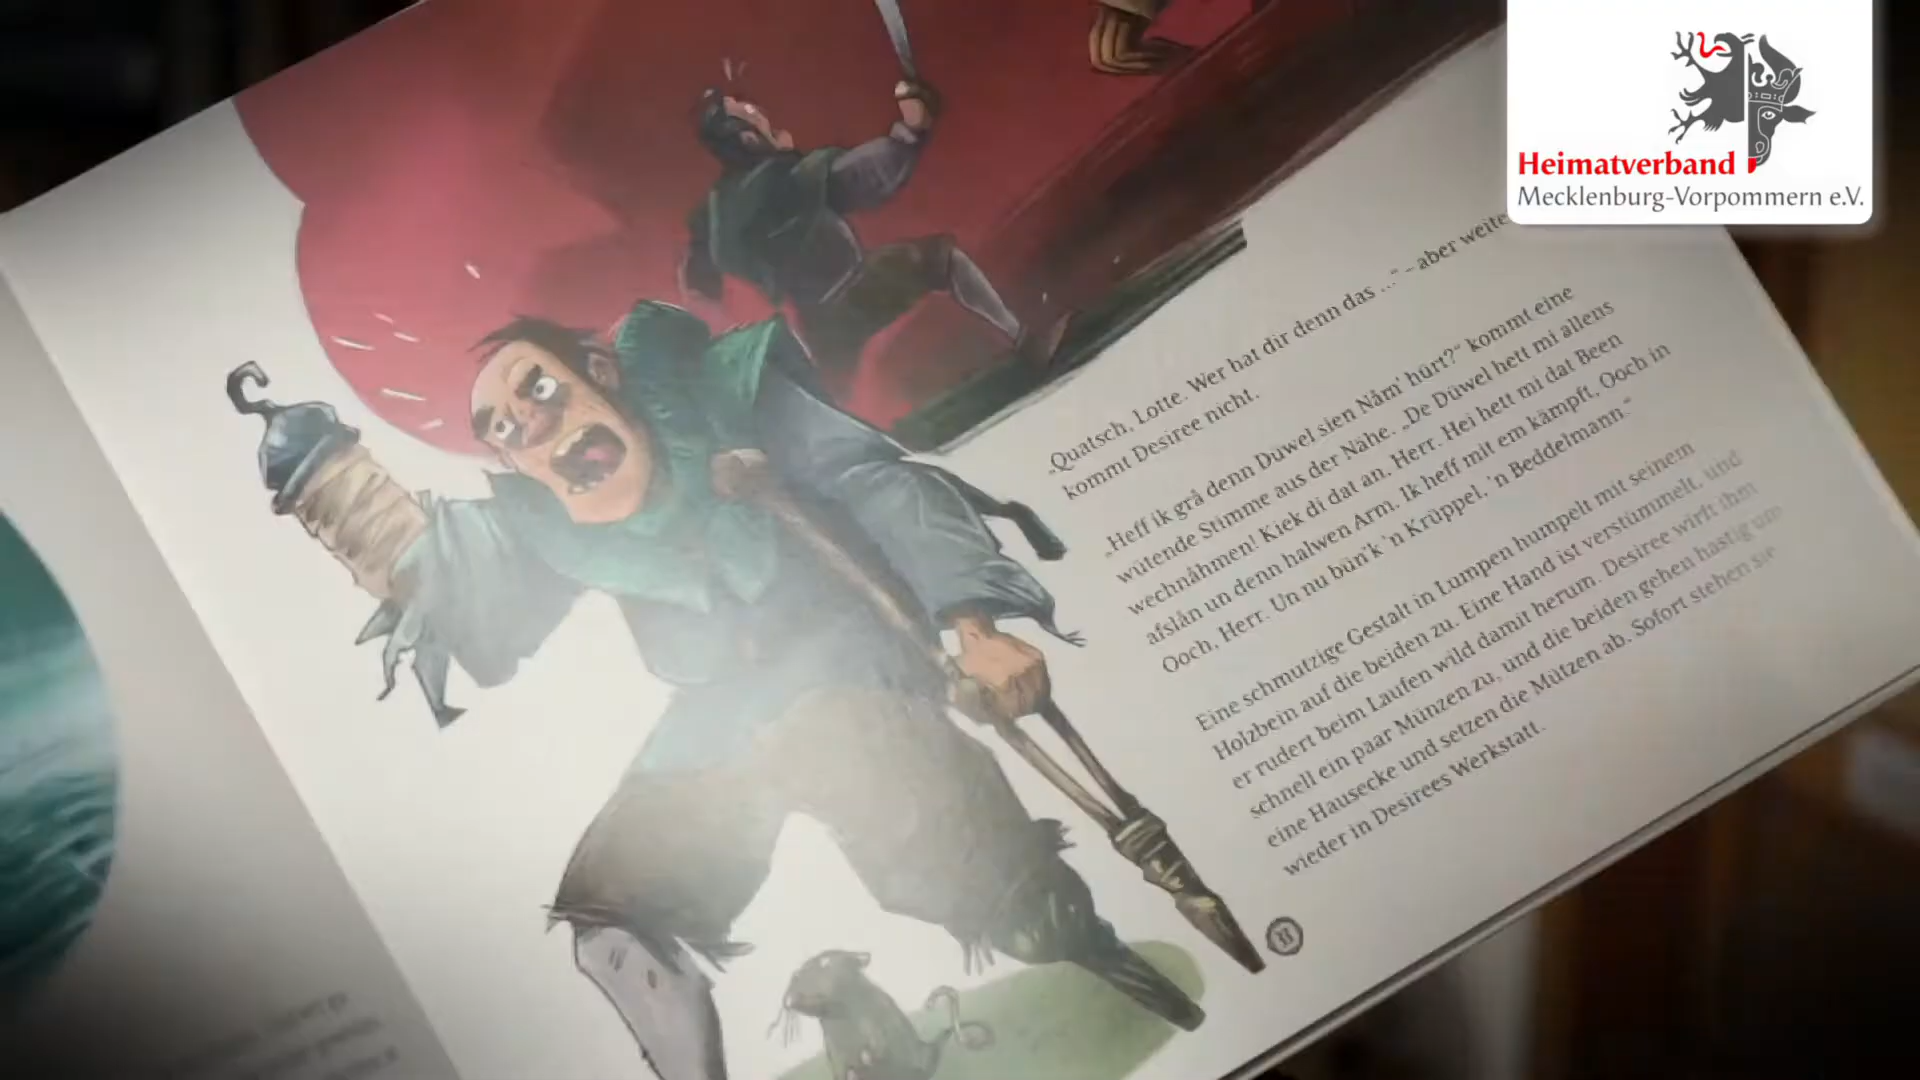 Heimatverband
Mecklenburg-Vorpommern e.V.
„Quatsch, Lotte. Wer hat dir denn das ...“ – aber weite
kommt Desiree nicht.
„Heff ik grå denn Düwel sien Nåm' hürt?“ kommt eine
wütende Stimme aus der Nähe. „De Düwel hett mi allens
wechnåhmen! Kiek di dat an, Herr. Hei hett mi dat Been
afslån un denn halwen Arm. Ik heff mit em kämpft, Ooch in
Ooch, Herr. Un nu bün'k 'n Krüppel, 'n Beddelmann.“
Eine schmutzige Gestalt in Lumpen humpelt mit seinem
Holzbein auf die beiden zu. Eine Hand ist verstümmelt, und
er rudert beim Laufen wild damit herum. Desiree wirft ihm
schnell ein paar Münzen zu, und die beiden gehen hastig um
eine Hausecke und setzen die Mützen ab. Sofort stehen sie
wieder in Desirees Werkstatt.